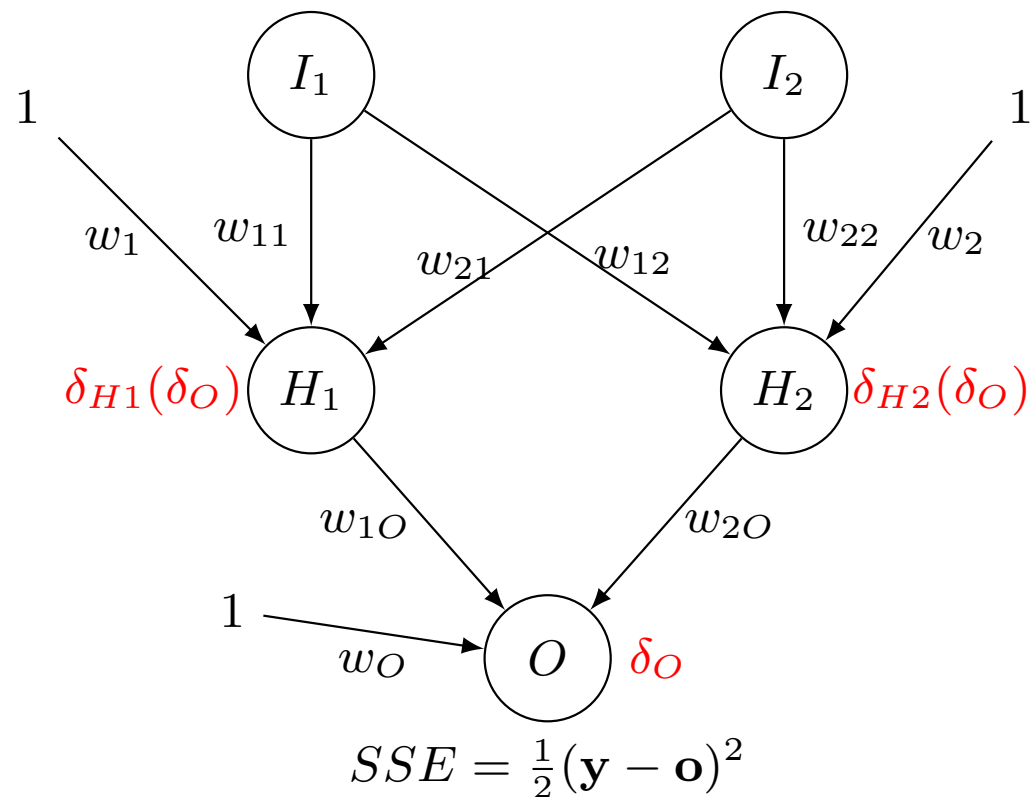 I₁ I₂
1 1
w₁ w₁₁ w₂₁ w₁₂ w₂₂ w₂
δ_{H1}(δ_O) H₁ H₂ δ_{H2}(δ_O)
w_{1O} w_{2O}
1
w_O O δ_O
SSE = ½(𝐲 − 𝐨)²